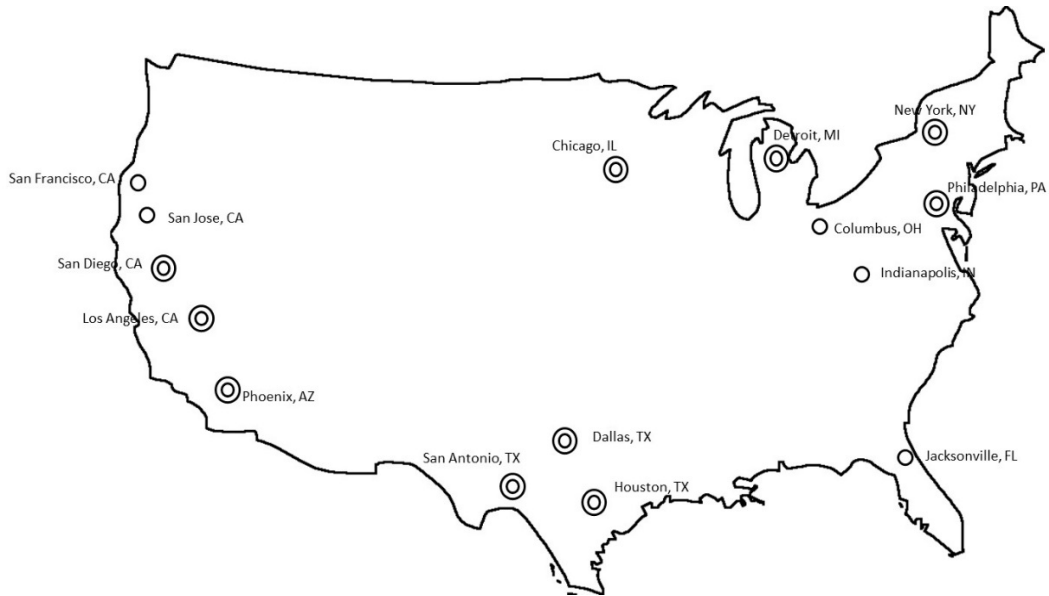 New York, NY
Detroit, MI
Chicago, IL
San Francisco, CA
Philadelphia, PA
San Jose, CA
Columbus, OH
San Diego, CA
Indianapolis, IN
Los Angeles, CA
Phoenix, AZ
Dallas, TX
San Antonio, TX
Jacksonville, FL
Houston, TX